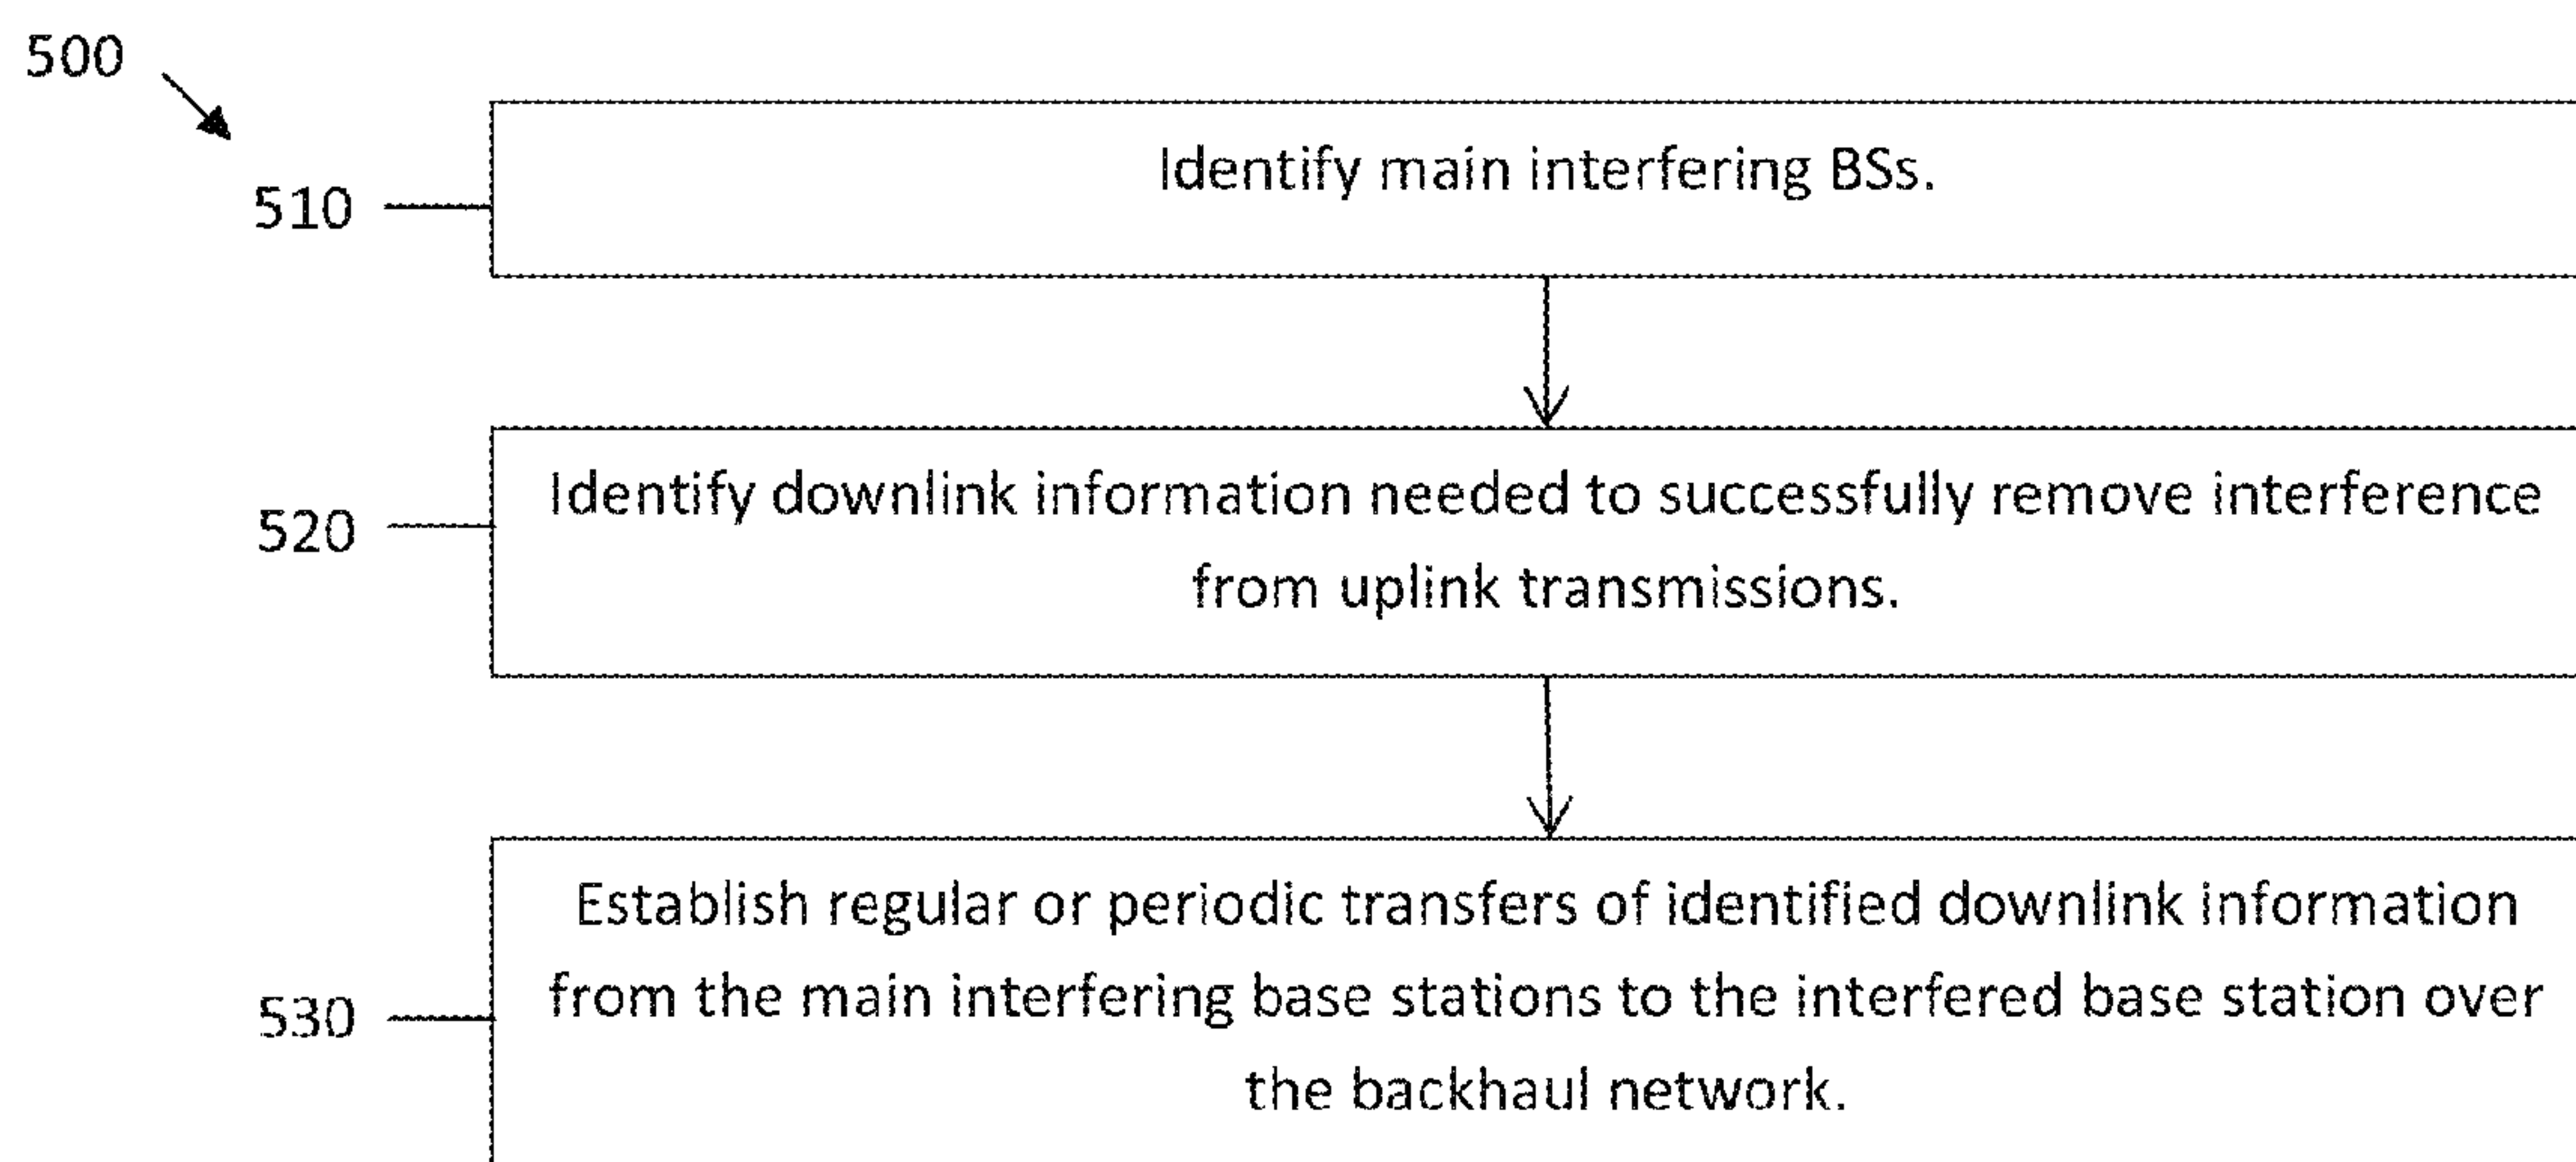 500
510
Identify main interfering BSs.
520
Identify downlink information needed to successfully remove interference
from uplink transmissions.
530
Establish regular or periodic transfers of identified downlink information
from the main interfering base stations to the interfered base station over
the backhaul network.